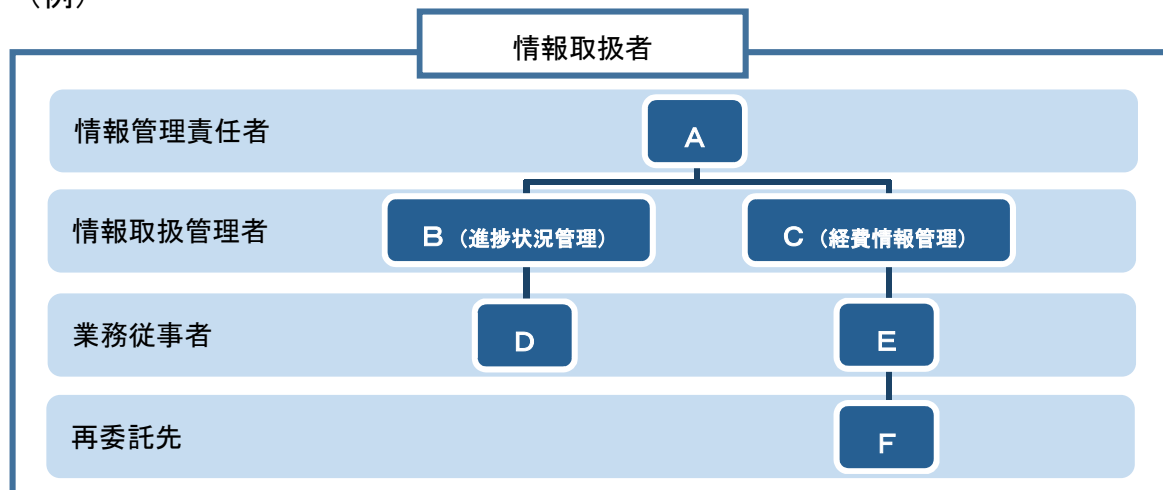 （例）
情報取扱者
情報管理責任者
A
情報取扱管理者
B（進捗状況管理）
C（経費情報管理）
業務従事者
D
E
再委託先
F